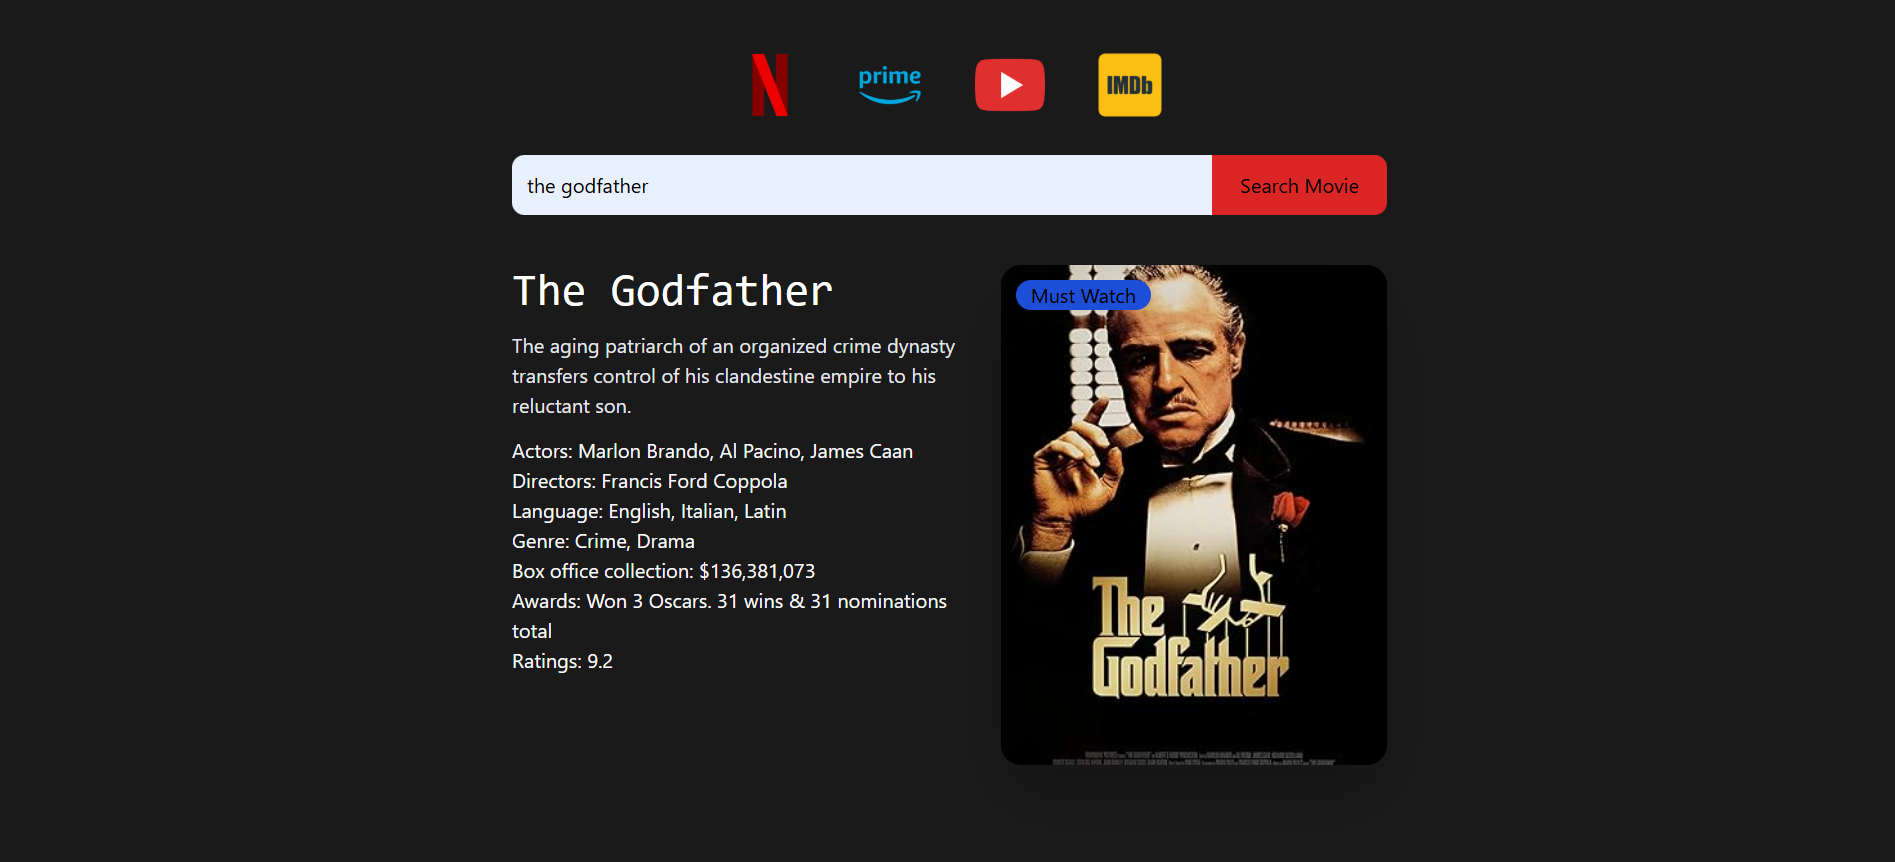 N
prime
IMDb
the godfather
Search Movie
The Godfather
The aging patriarch of an organized crime dynasty
transfers control of his clandestine empire to his
reluctant son.
Actors: Marlon Brando, Al Pacino, James Caan
Directors: Francis Ford Coppola
Language: English, Italian, Latin
Genre: Crime, Drama
Box office collection: $136,381,073
Awards: Won 3 Oscars. 31 wins & 31 nominations
total
Ratings: 9.2
Must Watch
The
Godfather